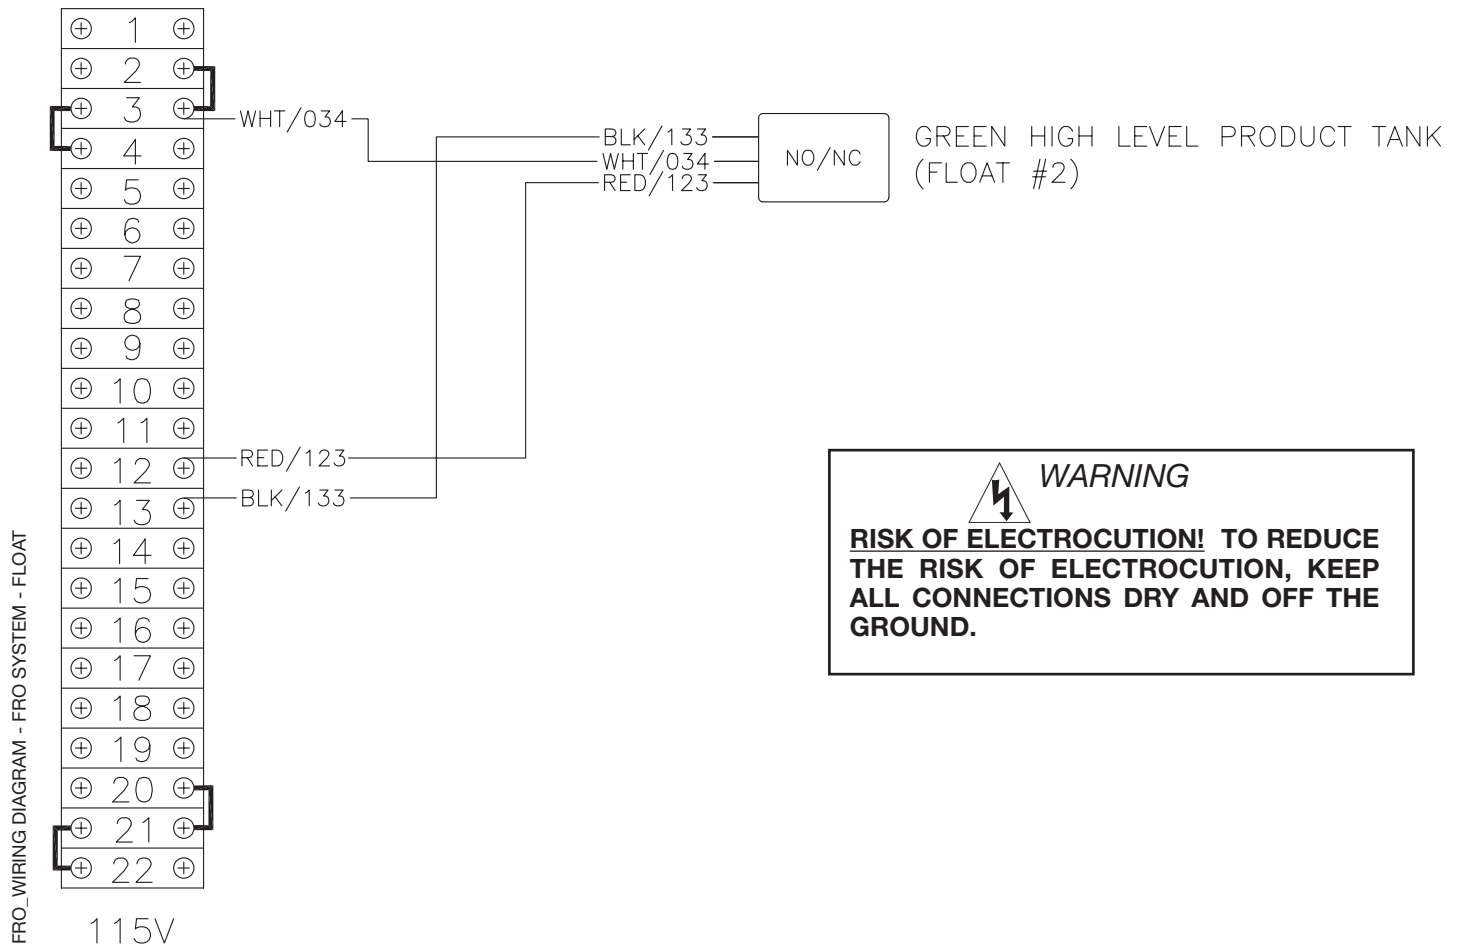 1
2
3
WHT/034
4
5
6
7
8
9
10
11
12
RED/123
13
BLK/133
14
15
16
17
18
19
20
21
22
115V
BLK/133
WHT/034
RED/123
NO/NC
GREEN HIGH LEVEL PRODUCT TANK
(FLOAT #2)
WARNING
RISK OF ELECTROCUTION! TO REDUCE
THE RISK OF ELECTROCUTION, KEEP
ALL CONNECTIONS DRY AND OFF THE
GROUND.
FRO_WIRING DIAGRAM - FRO SYSTEM - FLOAT